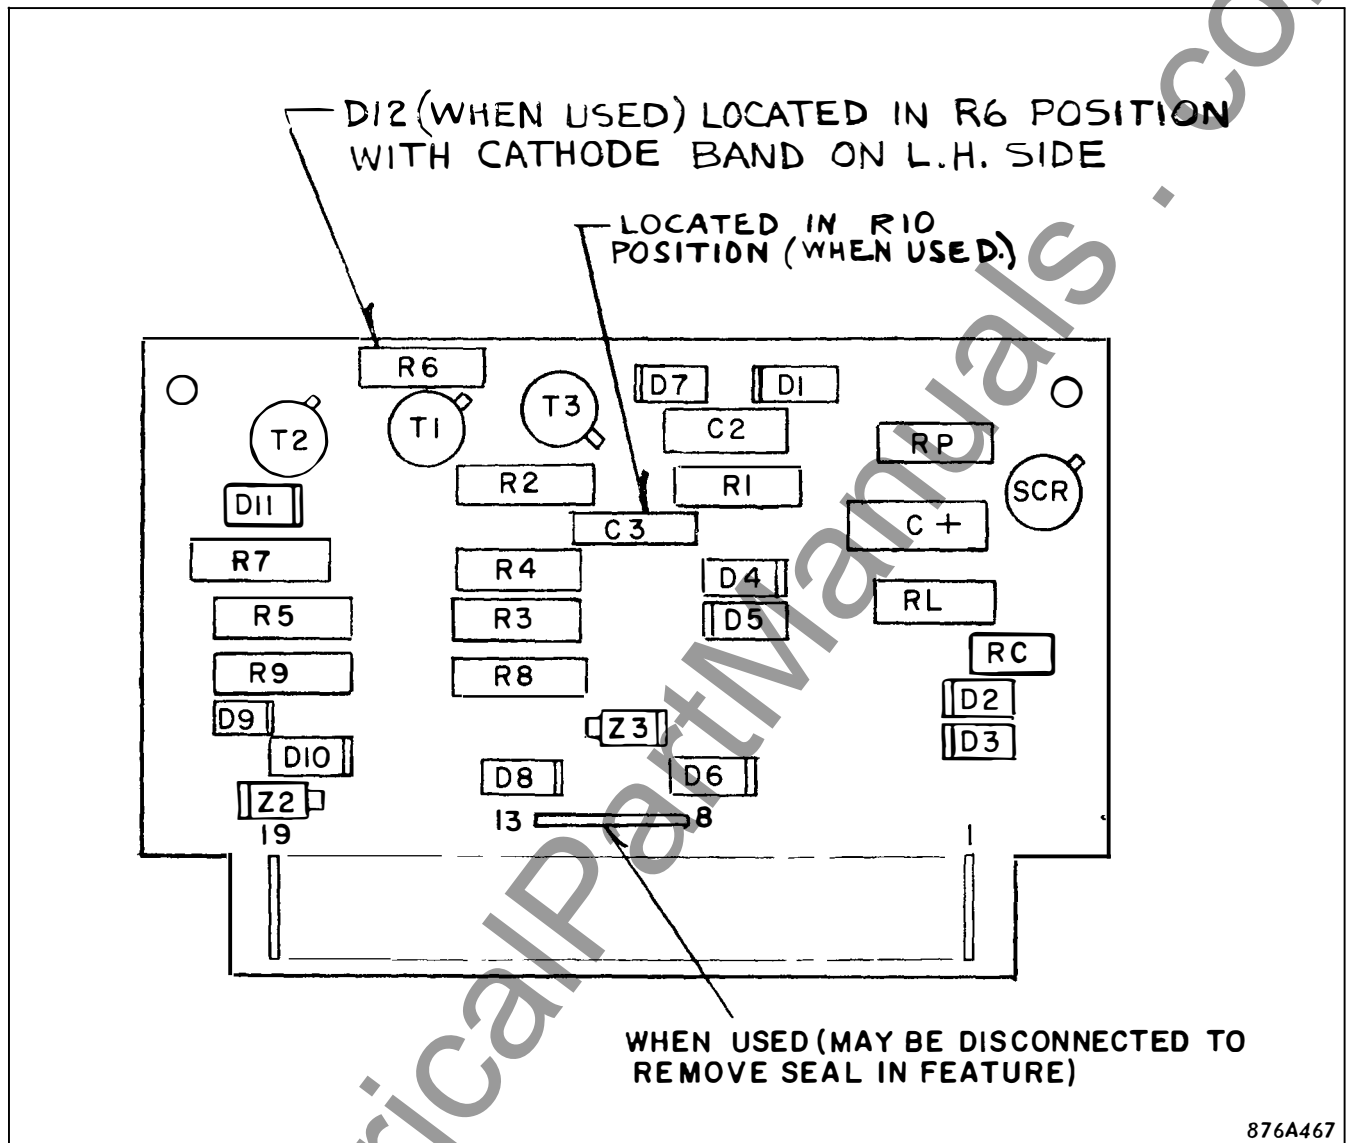 D12 (WHEN USED) LOCATED IN R6 POSITION
WITH CATHODE BAND ON L.H. SIDE
LOCATED IN R10
POSITION (WHEN USED.)
R6
D7
D1
T2
T1
T3
C2
RP
R2
R1
SCR
D11
C3
C +
R7
R4
D4
RL
R5
R3
D5
R9
R8
RC
D9
D2
Z3
D3
D10
D8
D6
Z2
13
8
19
1
WHEN USED (MAY BE DISCONNECTED TO
REMOVE SEAL IN FEATURE)
876A467
icalPartManuals . co